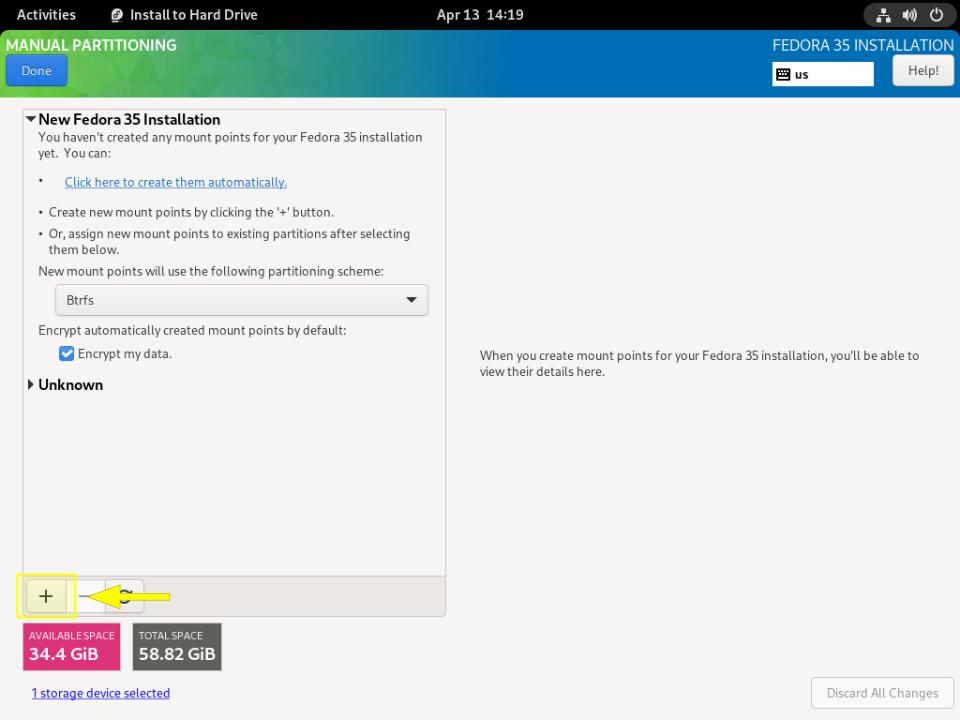 Activities Install to Hard Drive Apr 13 14:19
MANUAL PARTITIONING FEDORA 35 INSTALLATION
Done us Help!
New Fedora 35 Installation
You haven't created any mount points for your Fedora 35 installation
yet. You can:
• Click here to create them automatically.
• Create new mount points by clicking the '+' button.
• Or, assign new mount points to existing partitions after selecting
them below.
New mount points will use the following partitioning scheme:
Btrfs
Encrypt automatically created mount points by default:
Encrypt my data.
Unknown
When you create mount points for your Fedora 35 installation, you'll be able to
view their details here.
+
AVAILABLE SPACE
34.4 GiB
TOTAL SPACE
58.82 GiB
1 storage device selected
Discard All Changes